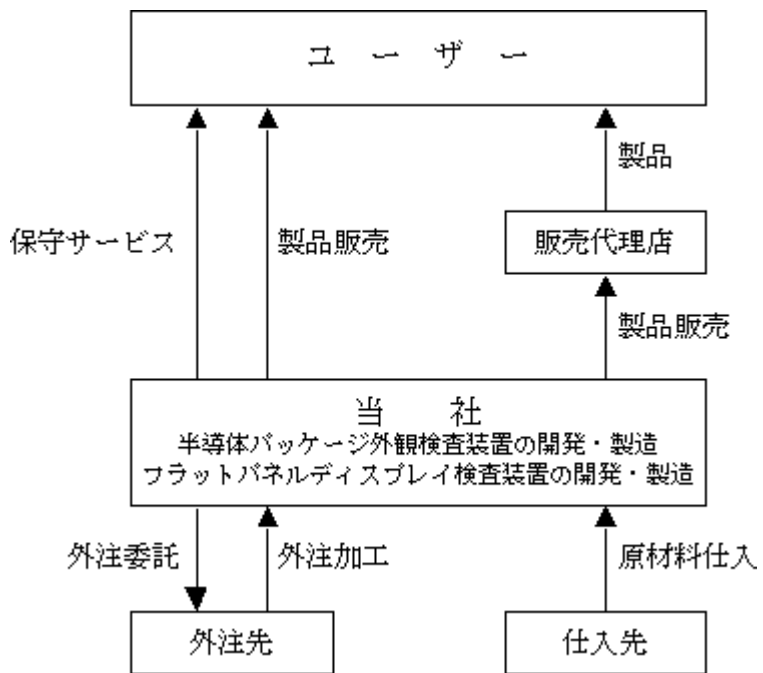 ユーザー
製品
保守サービス
製品販売
販売代理店
製品販売
当社
半導体パッケージ外観検査装置の開発・製造
フラットパネルディスプレイ検査装置の開発・製造
外注委託
外注加工
原材料仕入
外注先
仕入先